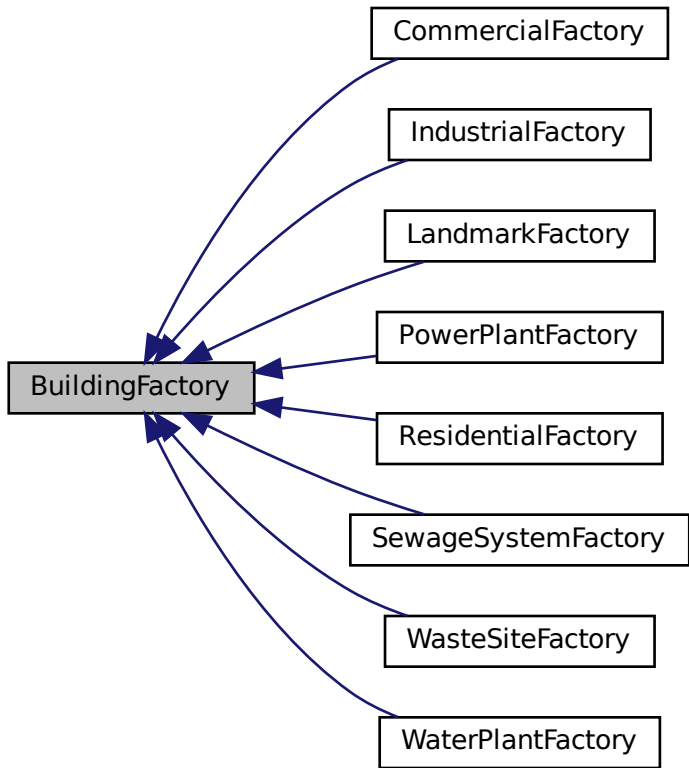 CommercialFactory
IndustrialFactory
LandmarkFactory
PowerPlantFactory
BuildingFactory
ResidentialFactory
SewageSystemFactory
WasteSiteFactory
WaterPlantFactory